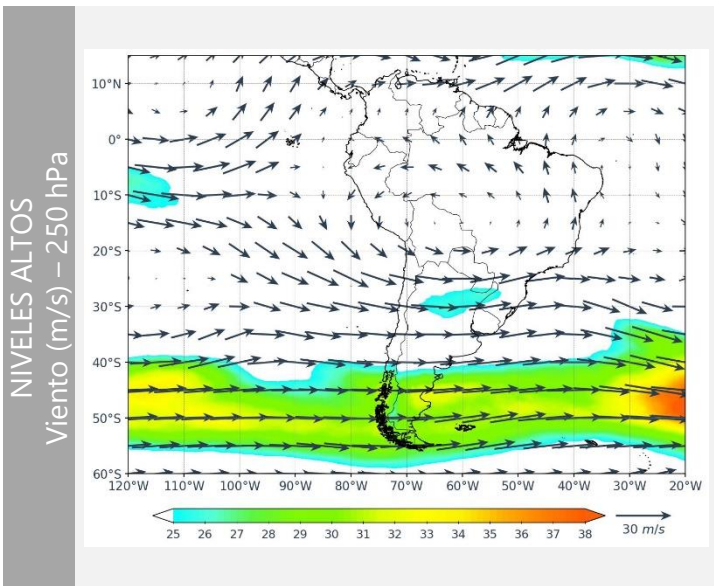 NIVELES ALTOS
Viento (m/s) – 250 hPa
10°N
0°
10°S
20°S
30°S
40°S
50°S
60°S
120°W 110°W 100°W 90°W 80°W 70°W 60°W 50°W 40°W 30°W 20°W
25 26 27 28 29 30 31 32 33 34 35 36 37 38
30 m/s